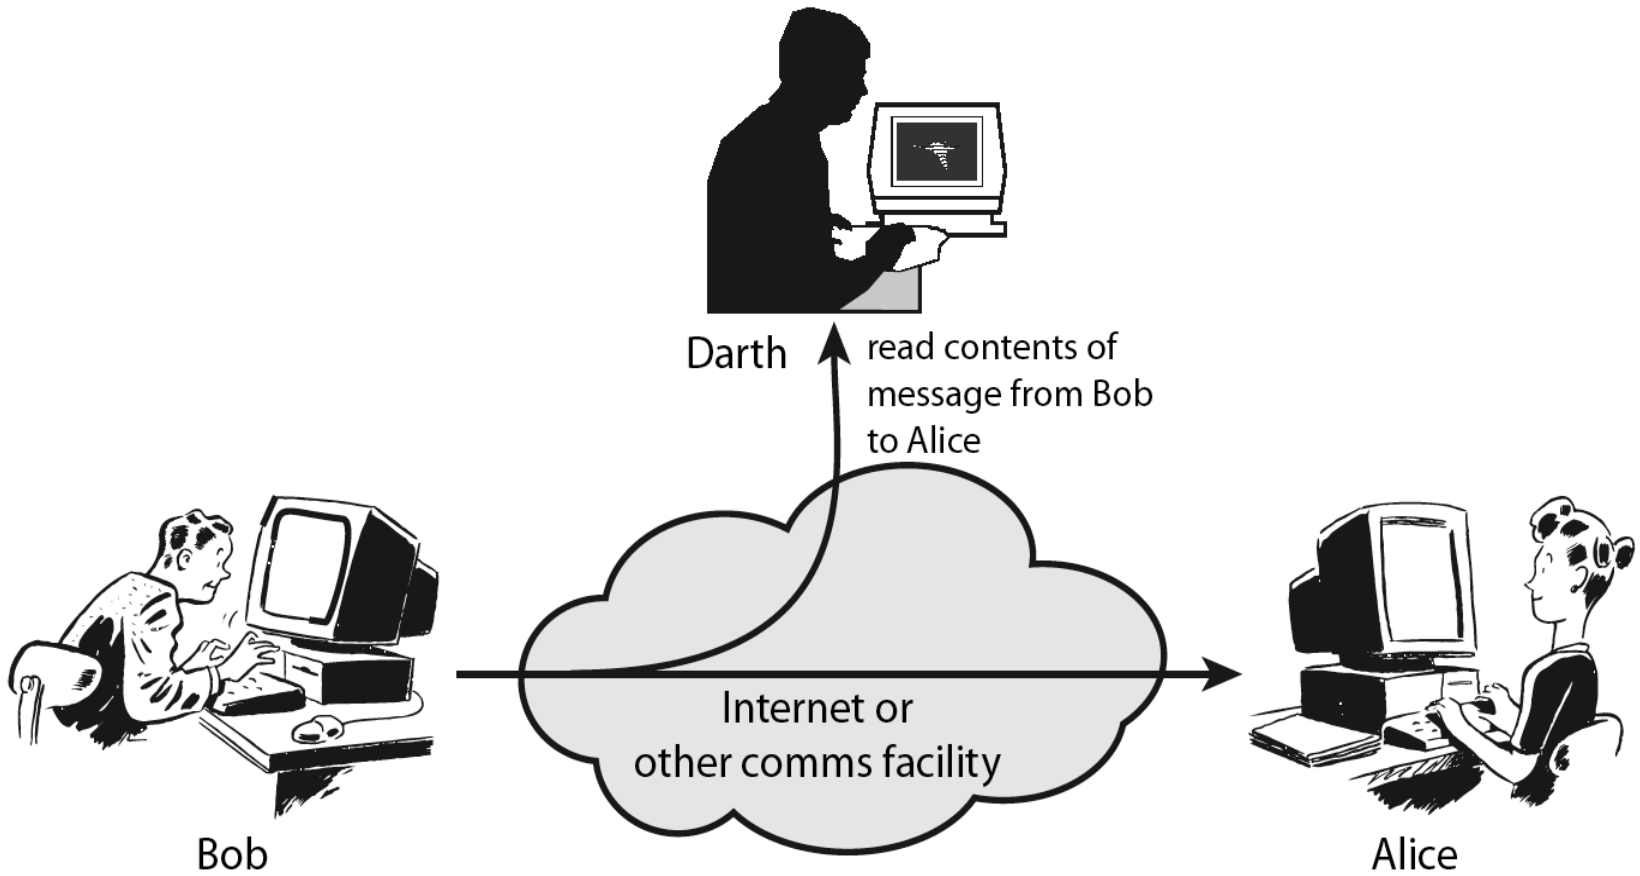 Darth
read contents of
message from Bob
to Alice
Internet or
other comms facility
Bob
Alice